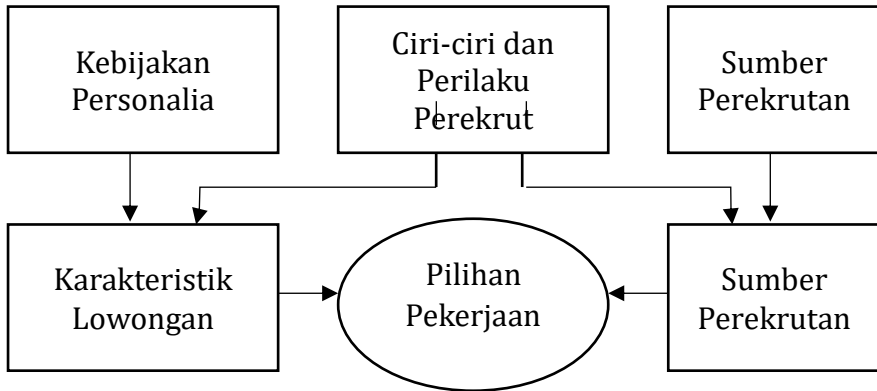 Kebijakan
Personalia
Ciri-ciri dan
Perilaku
Perekrut
Sumber
Perekrutan
Karakteristik
Lowongan
Pilihan
Pekerjaan
Sumber
Perekrutan